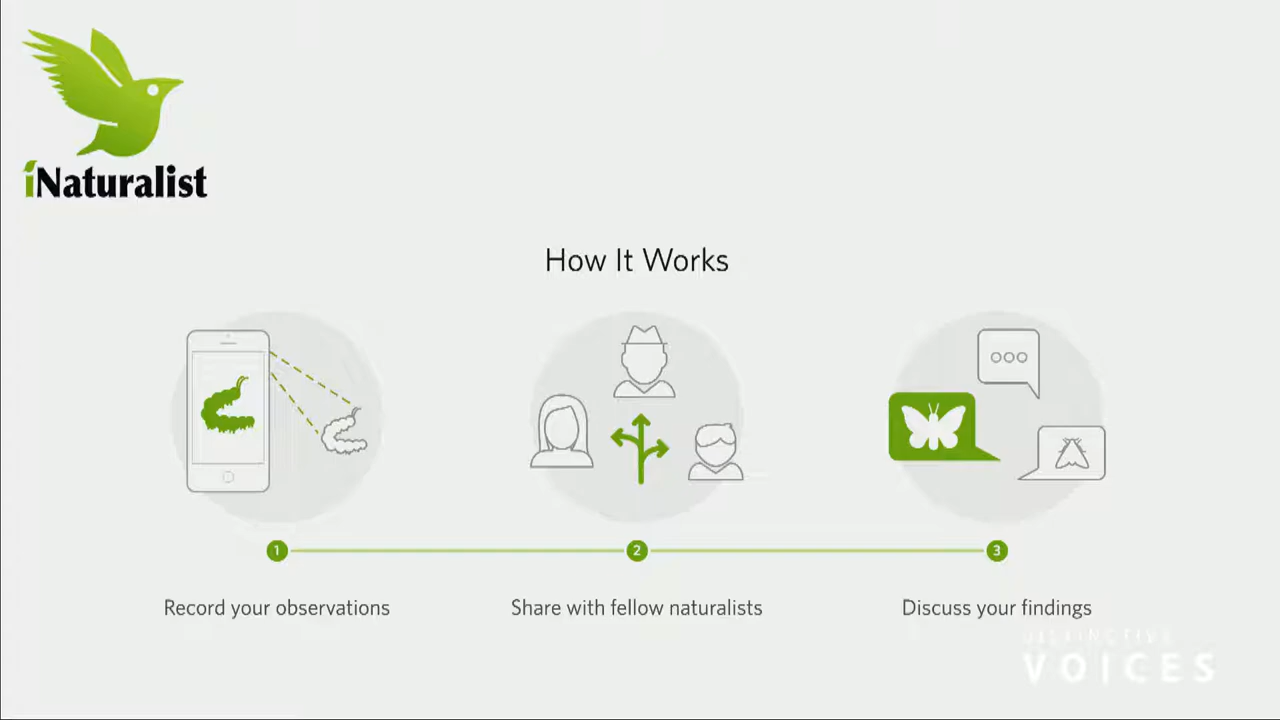 iNaturalist
How It Works
1
2
3
Record your observations
Share with fellow naturalists
Discuss your findings
VOICES